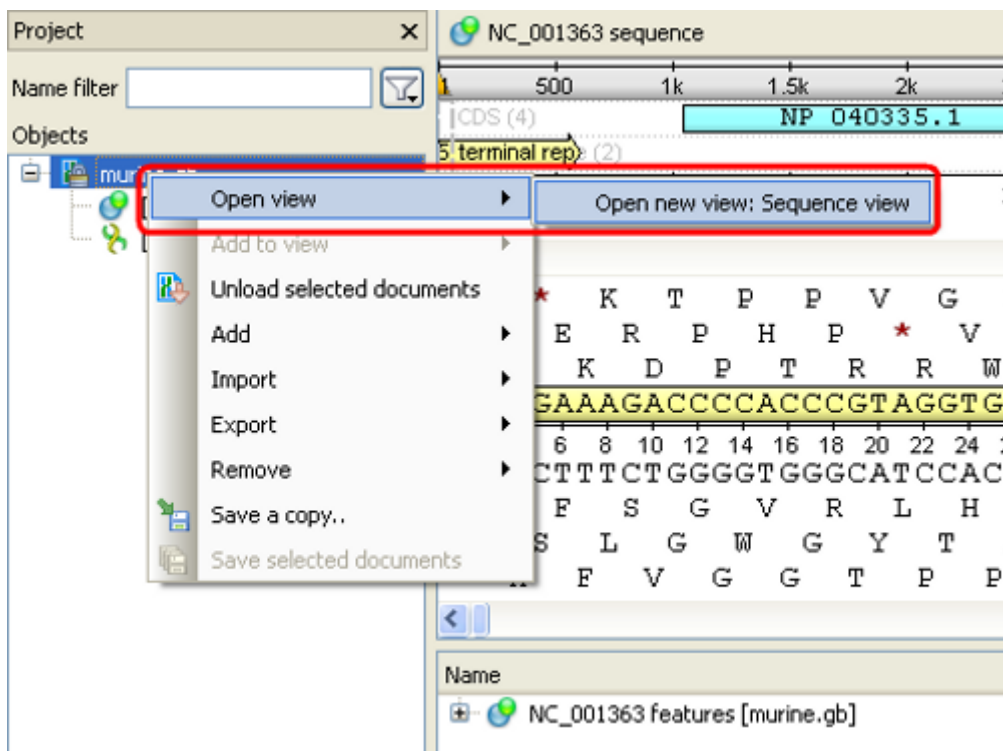 Project
Name filter
Objects
Open view
Add to view
Unload selected documents
Add
Import
Export
Remove
Save a copy..
Save selected documents
Open new view: Sequence view
NC_001363 sequence
1 500 1k 1.5k 2k
CDS (4)
NP 040335.1
5 terminal rep (2)
* K T P P V G
E R P H P * V
K D P T R R W
GAAAGACCCCACCCGTAGGTG
6 8 10 12 14 16 18 20 22 24
CTTTCTGGGGTGGGCATCCAC
F S G V R L H
S L G W G Y T
F V G G T P P
Name
NC_001363 features [murine.gb]